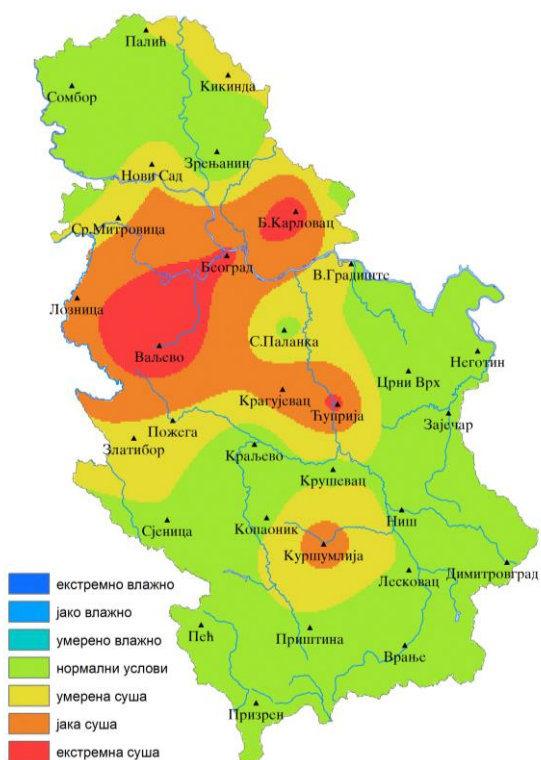 Палић
Кикинда
Сомбор
Зрењанин
Нови Сад
Б.Карловац
Ср.Митровица
Београд
В.Градиште
Лозница
С.Паланка
Ваљево
Неготин
Црни Врх
Крагујевац
Ћуприја
Зајечар
Пожега
Златибор
Краљево
Крушевац
Копаоник
Ниш
Сјеница
Куршумлија
Димитровград
Лесковац
Пећ
Приштина
Врање
Призрен
екстремно влажно
јако влажно
умерено влажно
нормални услови
умерена суша
јака суша
екстремна суша